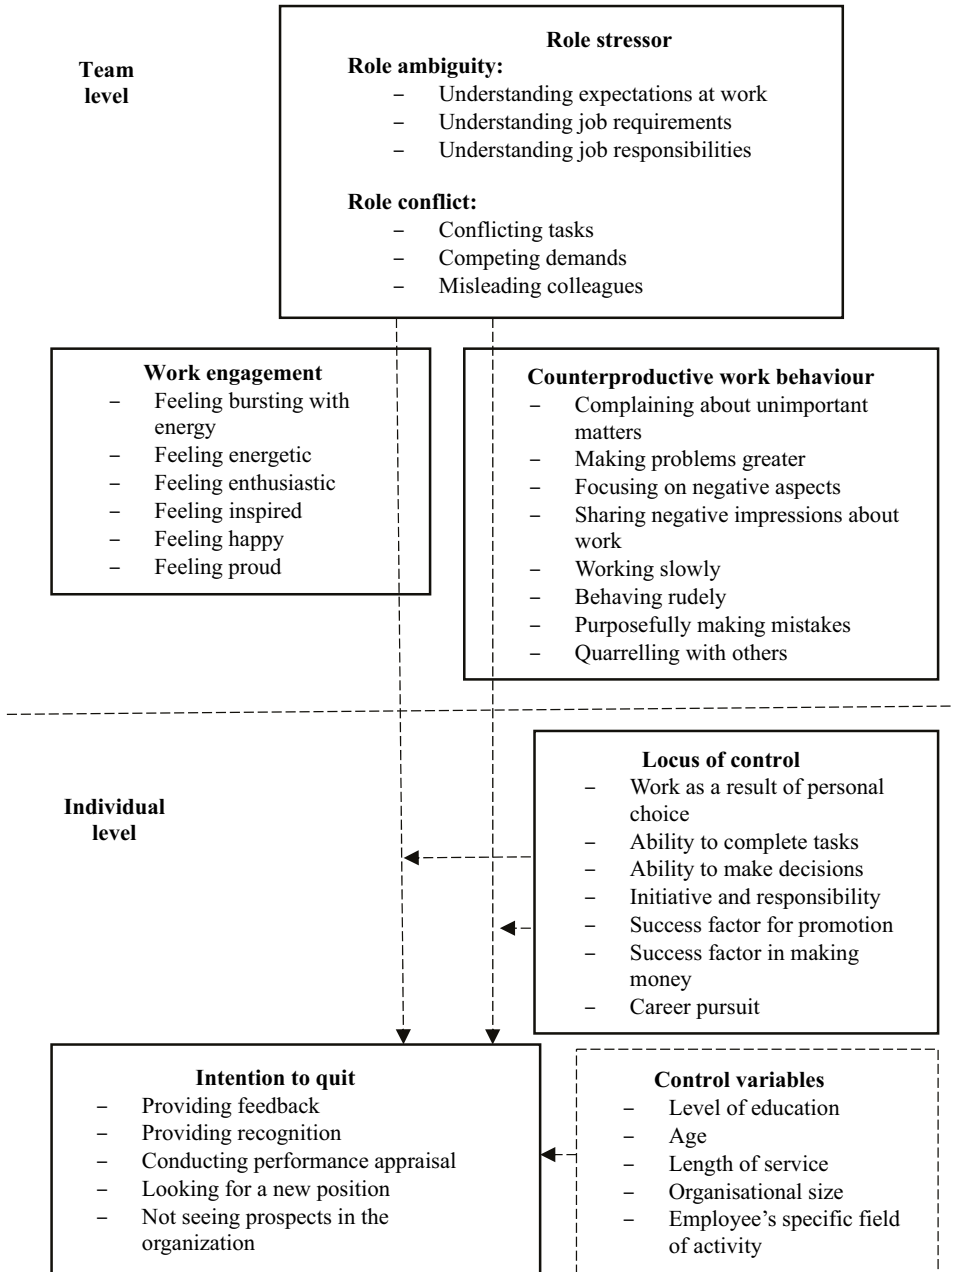 Team
level
Role stressor
Role ambiguity:
– Understanding expectations at work
– Understanding job requirements
– Understanding job responsibilities
Role conflict:
– Conflicting tasks
– Competing demands
– Misleading colleagues
Work engagement
– Feeling bursting with
energy
– Feeling energetic
– Feeling enthusiastic
– Feeling inspired
– Feeling happy
– Feeling proud
Counterproductive work behaviour
– Complaining about unimportant
matters
– Making problems greater
– Focusing on negative aspects
– Sharing negative impressions about
work
– Working slowly
– Behaving rudely
– Purposefully making mistakes
– Quarrelling with others
Individual
level
Locus of control
– Work as a result of personal
choice
– Ability to complete tasks
– Ability to make decisions
– Initiative and responsibility
– Success factor for promotion
– Success factor in making
money
– Career pursuit
Intention to quit
– Providing feedback
– Providing recognition
– Conducting performance appraisal
– Looking for a new position
– Not seeing prospects in the
organization
Control variables
– Level of education
– Age
– Length of service
– Organisational size
– Employee’s specific field
of activity